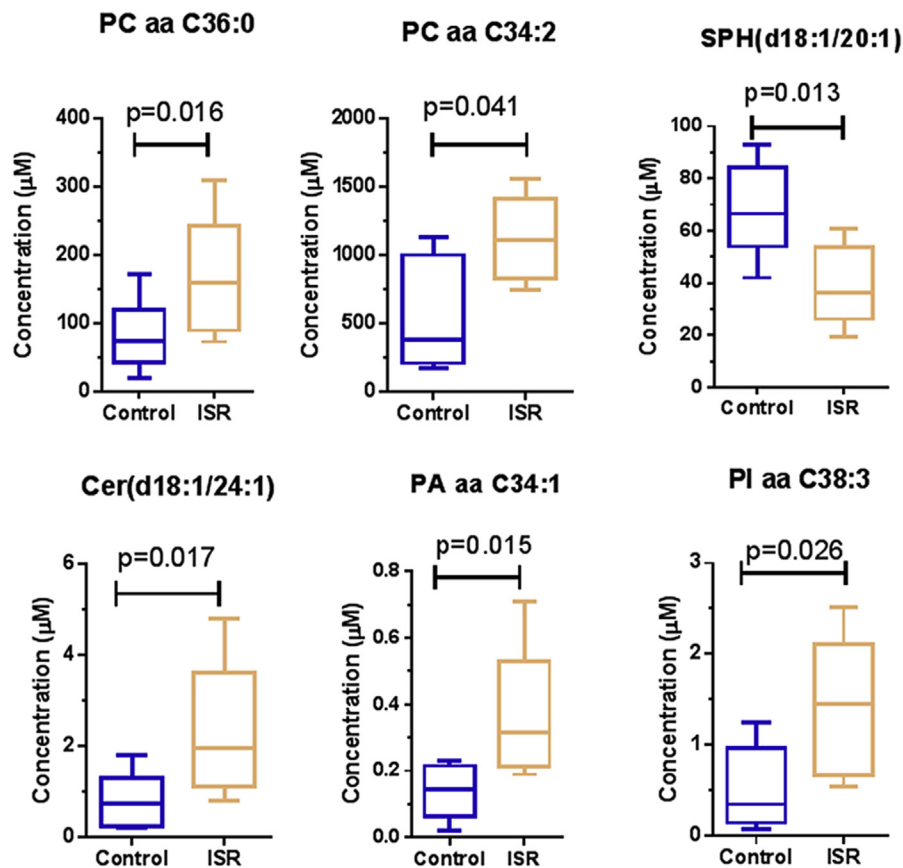 PC aa C36:0
p=0.016
Concentration (μM)
400
300
200
100
0
Control ISR
PC aa C34:2
p=0.041
Concentration (μM)
2000
1500
1000
500
0
Control ISR
SPH(d18:1/20:1)
p=0.013
Concentration (μM)
100
80
60
40
20
0
Control ISR
Cer(d18:1/24:1)
p=0.017
Concentration (μM)
6
4
2
0
Control ISR
PA aa C34:1
p=0.015
Concentration (μM)
0.8
0.6
0.4
0.2
0.0
Control ISR
PI aa C38:3
p=0.026
Concentration (μM)
3
2
1
0
Control ISR